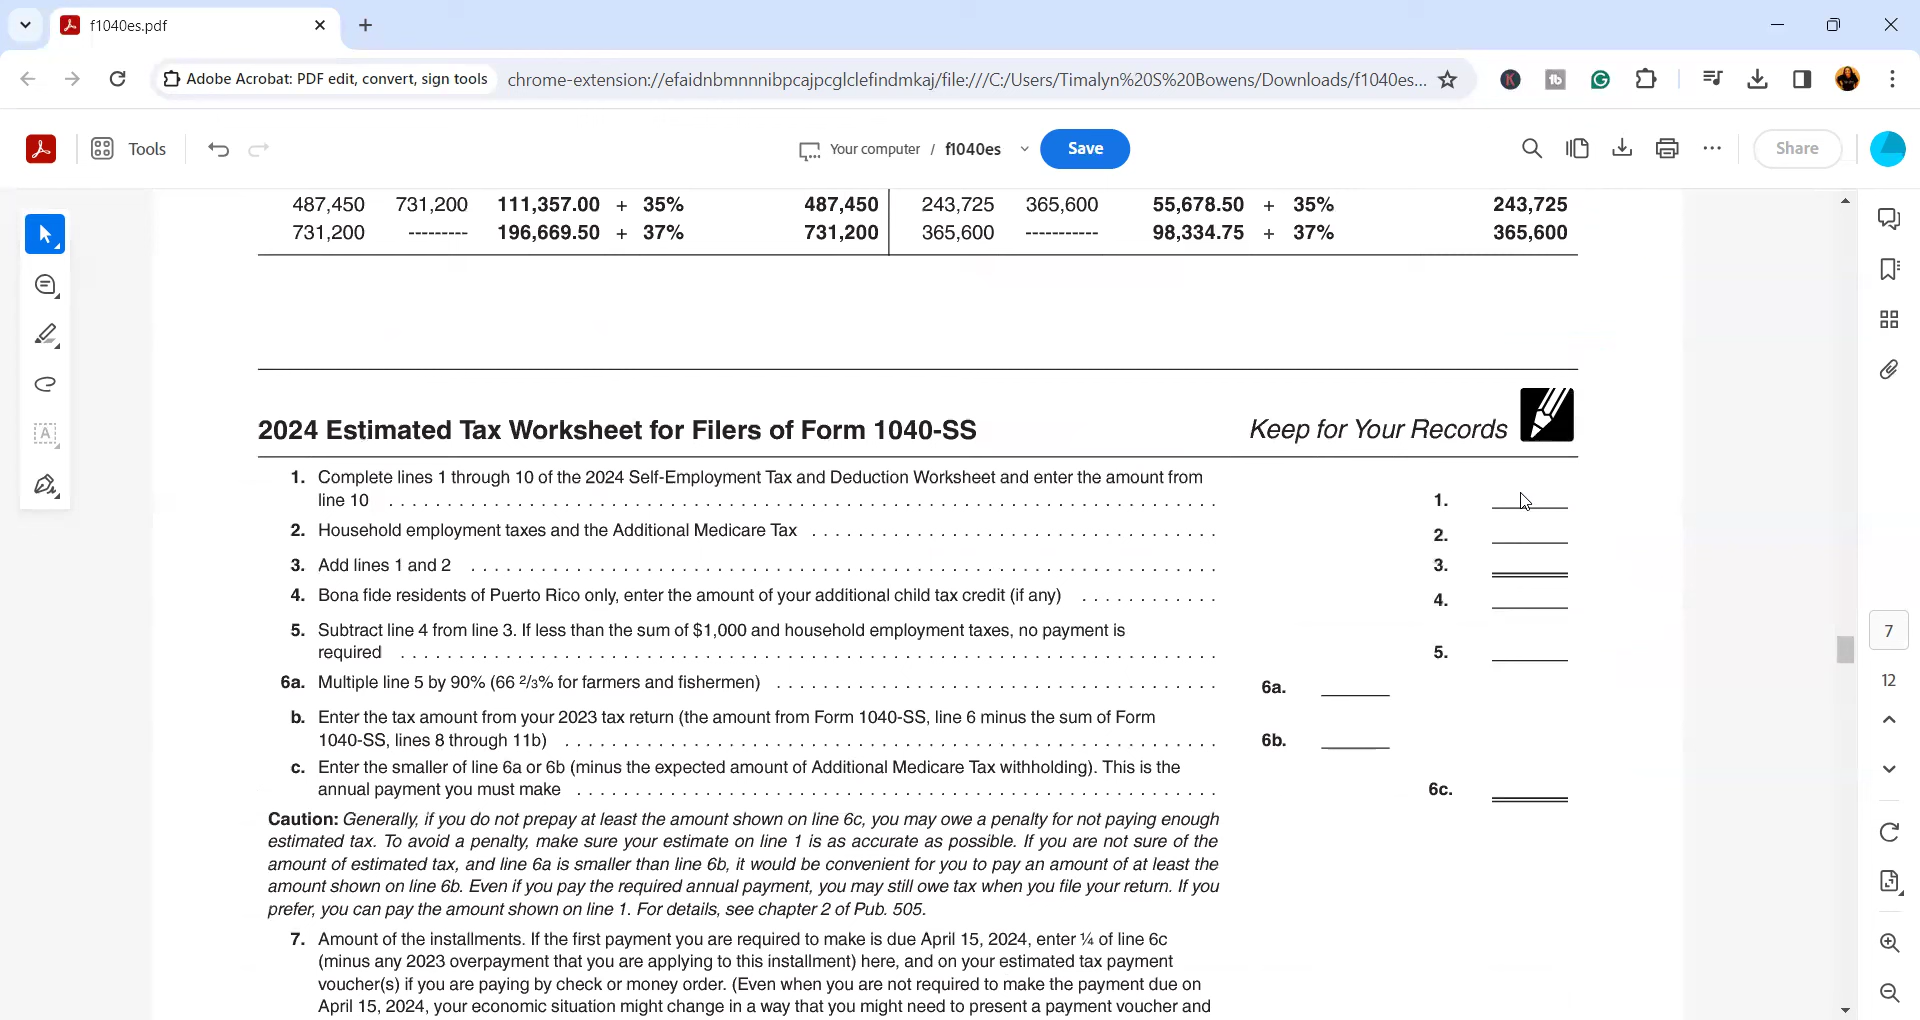 f1040es.pdf
Adobe Acrobat: PDF edit, convert, sign tools
chrome-extension://efaidnbmnnnibpcajpcglclefindmkaj/file:///C:/Users/Timalyn%20S%20Bowens/Downloads/f1040es...
Tools
Your computer / f1040es
Save
Share
487,450 731,200 111,357.00 + 35% 487,450 243,725 365,600 55,678.50 + 35% 243,725
731,200 --------- 196,669.50 + 37% 731,200 365,600 ----------- 98,334.75 + 37% 365,600
2024 Estimated Tax Worksheet for Filers of Form 1040-SS Keep for Your Records
1. Complete lines 1 through 10 of the 2024 Self-Employment Tax and Deduction Worksheet and enter the amount from
line 10 1.
2. Household employment taxes and the Additional Medicare Tax 2.
3. Add lines 1 and 2 3.
4. Bona fide residents of Puerto Rico only, enter the amount of your additional child tax credit (if any) 4.
5. Subtract line 4 from line 3. If less than the sum of $1,000 and household employment taxes, no payment is
required 5.
6a. Multiple line 5 by 90% (66 2/3% for farmers and fishermen) 6a.
b. Enter the tax amount from your 2023 tax return (the amount from Form 1040-SS, line 6 minus the sum of Form
1040-SS, lines 8 through 11b) 6b.
c. Enter the smaller of line 6a or 6b (minus the expected amount of Additional Medicare Tax withholding). This is the
annual payment you must make 6c.
Caution: Generally, if you do not prepay at least the amount shown on line 6c, you may owe a penalty for not paying enough
estimated tax. To avoid a penalty, make sure your estimate on line 1 is as accurate as possible. If you are not sure of the
amount of estimated tax, and line 6a is smaller than line 6b, it would be convenient for you to pay an amount of at least the
amount shown on line 6b. Even if you pay the required annual payment, you may still owe tax when you file your return. If you
prefer, you can pay the amount shown on line 1. For details, see chapter 2 of Pub. 505.
7. Amount of the installments. If the first payment you are required to make is due April 15, 2024, enter ¼ of line 6c
(minus any 2023 overpayment that you are applying to this installment) here, and on your estimated tax payment
voucher(s) if you are paying by check or money order. (Even when you are not required to make the payment due on
April 15, 2024, your economic situation might change in a way that you might need to present a payment voucher and
7
12